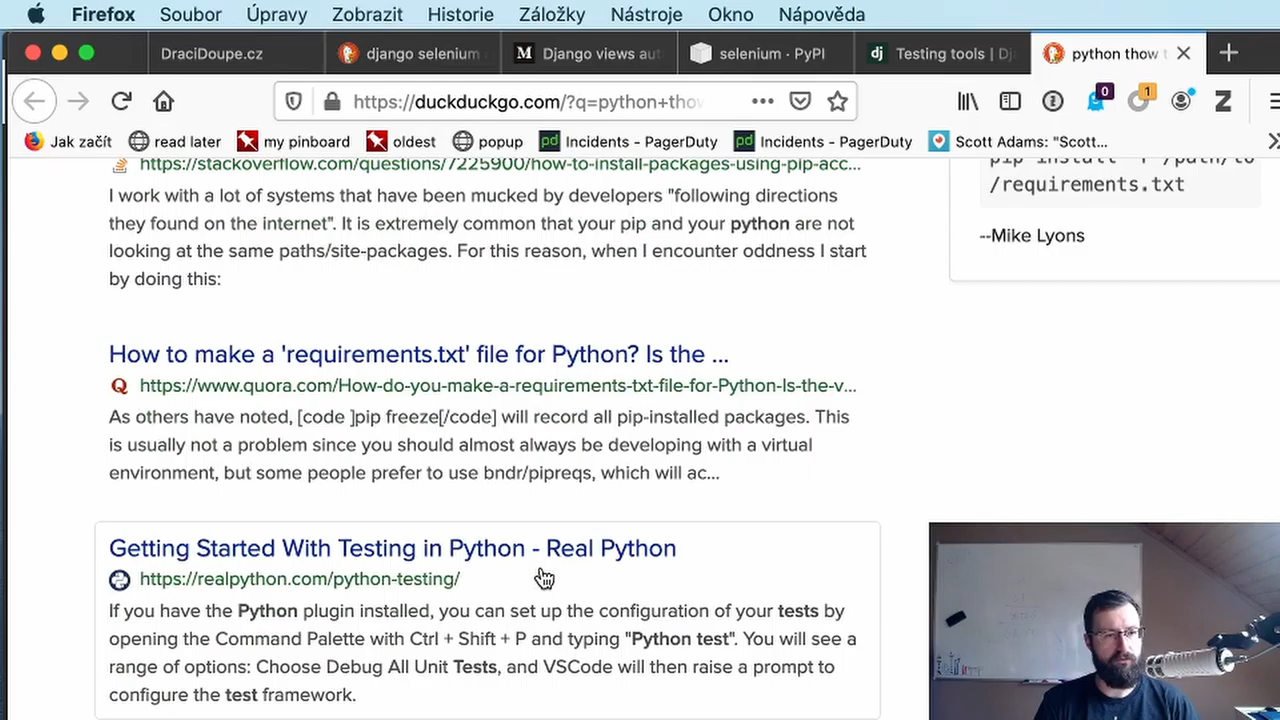 Firefox Soubor Úpravy Zobrazit Historie Záložky Nástroje Okno Nápověda
DraciDoupe.cz django selenium Django views aut selenium · PyPI Testing tools | Dj python thow t
https://duckduckgo.com/?q=python+thow 0 1
Jak začít read later my pinboard oldest popup Incidents - PagerDuty Incidents - PagerDuty Scott Adams: "Scott...
https://stackoverflow.com/questions/7225900/how-to-install-packages-using-pip-acc...
I work with a lot of systems that have been mucked by developers "following directions
they found on the internet". It is extremely common that your pip and your python are not
looking at the same paths/site-packages. For this reason, when I encounter oddness I start
by doing this:
How to make a 'requirements.txt' file for Python? Is the ...
https://www.quora.com/How-do-you-make-a-requirements-txt-file-for-Python-Is-the-v...
As others have noted, [code ]pip freeze[/code] will record all pip-installed packages. This
is usually not a problem since you should almost always be developing with a virtual
environment, but some people prefer to use bndr/pipreqs, which will ac...
Getting Started With Testing in Python - Real Python
https://realpython.com/python-testing/
If you have the Python plugin installed, you can set up the configuration of your tests by
opening the Command Palette with Ctrl + Shift + P and typing "Python test". You will see a
range of options: Choose Debug All Unit Tests, and VSCode will then raise a prompt to
configure the test framework.
pip install -r /path/to
/requirements.txt
--Mike Lyons